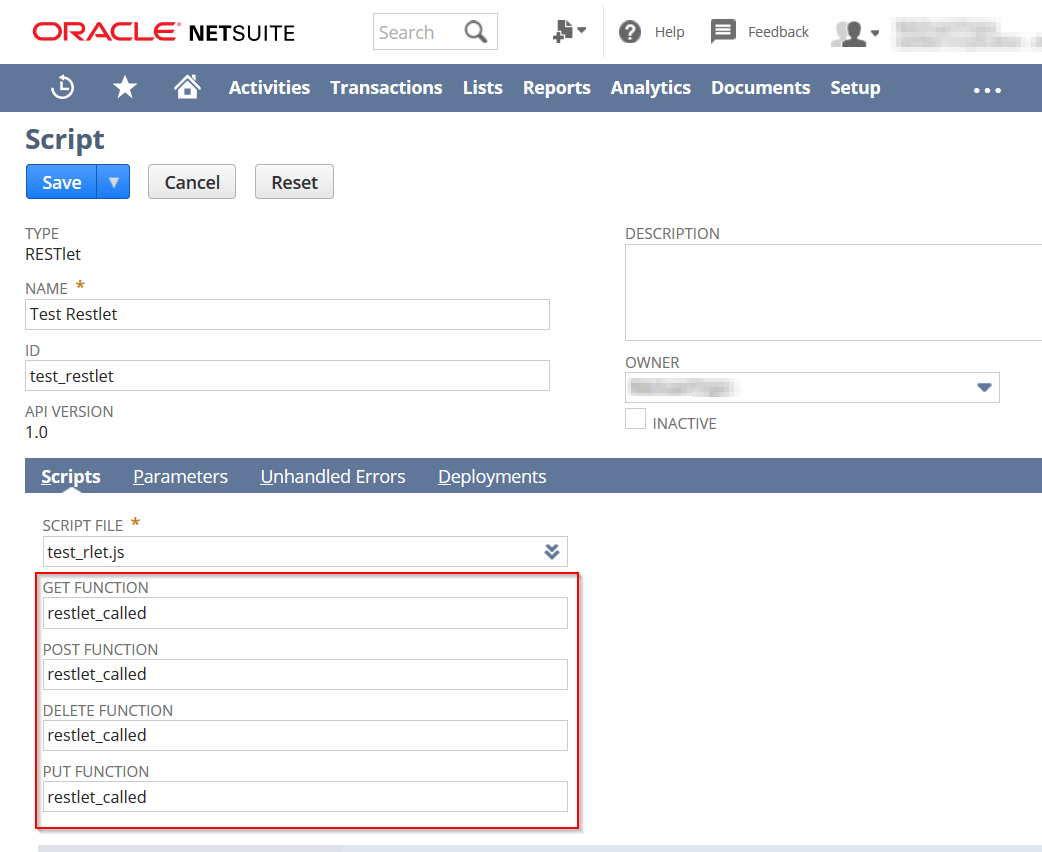 ORACLE NETSUITE
Search
Help
Feedback
Activities Transactions Lists Reports Analytics Documents Setup
Script
Save
Cancel
Reset
TYPE
RESTlet
NAME *
Test Restlet
ID
test_restlet
API VERSION
1.0
DESCRIPTION
OWNER
INACTIVE
Scripts Parameters Unhandled Errors Deployments
SCRIPT FILE *
test_rlet.js
GET FUNCTION
restlet_called
POST FUNCTION
restlet_called
DELETE FUNCTION
restlet_called
PUT FUNCTION
restlet_called